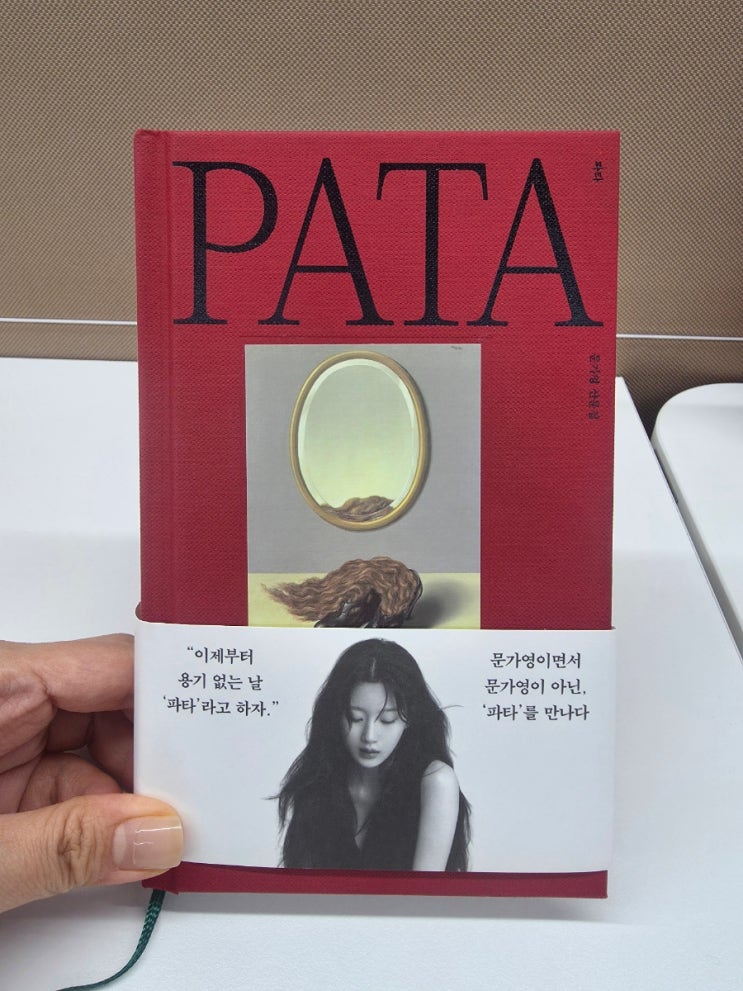 PATA
파타
문가영 산문집
“이제부터
용기 없는 날
‘파타’라고 하자.”
문가영이면서
문가영이 아닌,
‘파타’를 만나다